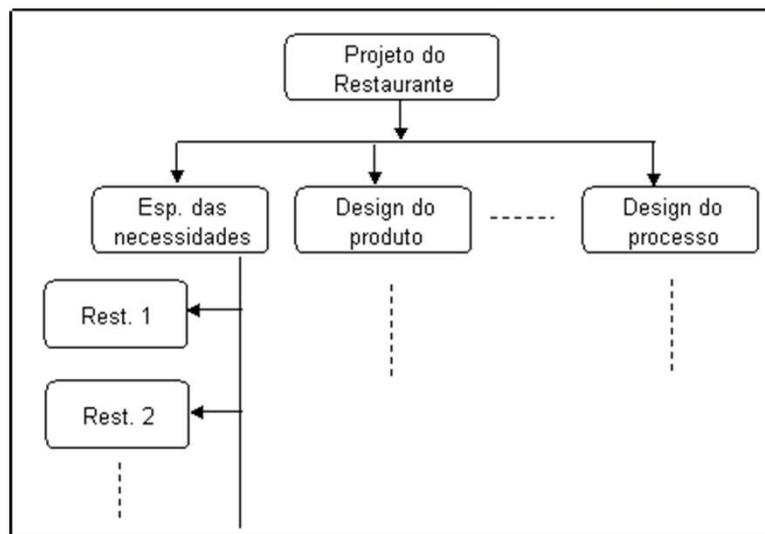 Projeto do
Restaurante
Esp. das
necessidades
Design do
produto
Design do
processo
Rest. 1
Rest. 2